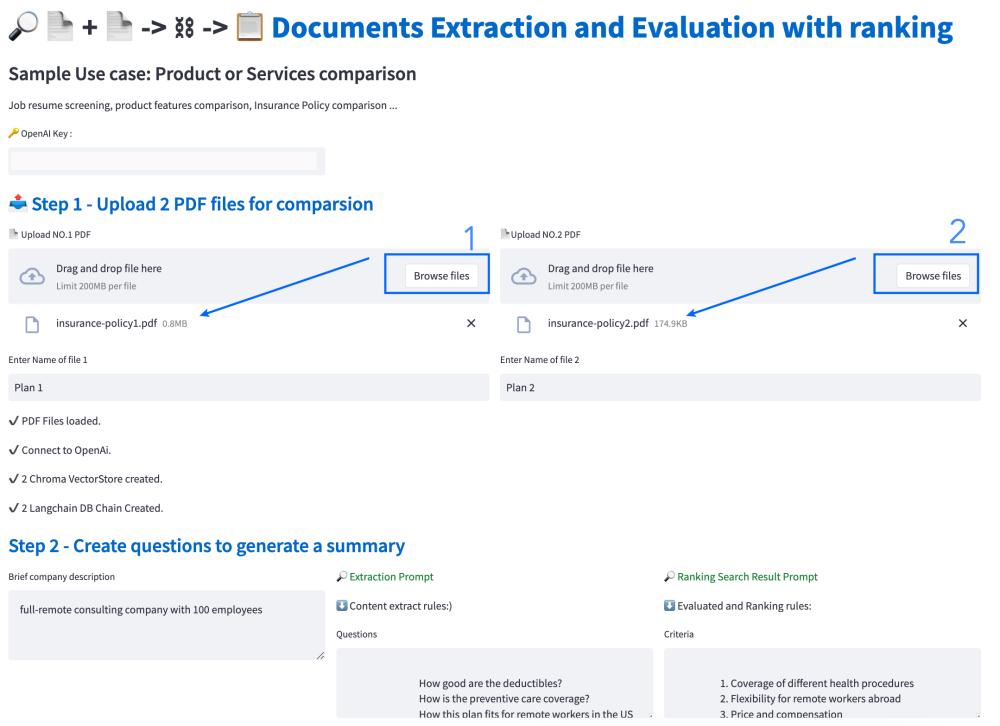 🔎 📄 + 📄 -> ⛓ -> 📋 Documents Extraction and Evaluation with ranking
Sample Use case: Product or Services comparison
Job resume screening, product features comparison, Insurance Policy comparison ...
🔑 OpenAI Key :
📤 Step 1 - Upload 2 PDF files for comparsion
📄 Upload NO.1 PDF
1
Drag and drop file here
Limit 200MB per file
Browse files
insurance-policy1.pdf 0.8MB
Enter Name of file 1
Plan 1
📄Upload NO.2 PDF
2
Drag and drop file here
Limit 200MB per file
Browse files
insurance-policy2.pdf 174.9KB
Enter Name of file 2
Plan 2
✔ PDF Files loaded.
✔ Connect to OpenAi.
✔ 2 Chroma VectorStore created.
✔ 2 Langchain DB Chain Created.
Step 2 - Create questions to generate a summary
Brief company description
full-remote consulting company with 100 employees
🔎 Extraction Prompt
⬇ Content extract rules:)
Questions
How good are the deductibles?
How is the preventive care coverage?
How this plan fits for remote workers in the US
🔎 Ranking Search Result Prompt
⬇ Evaluated and Ranking rules:
Criteria
1. Coverage of different health procedures
2. Flexibility for remote workers abroad
3. Price and compensation